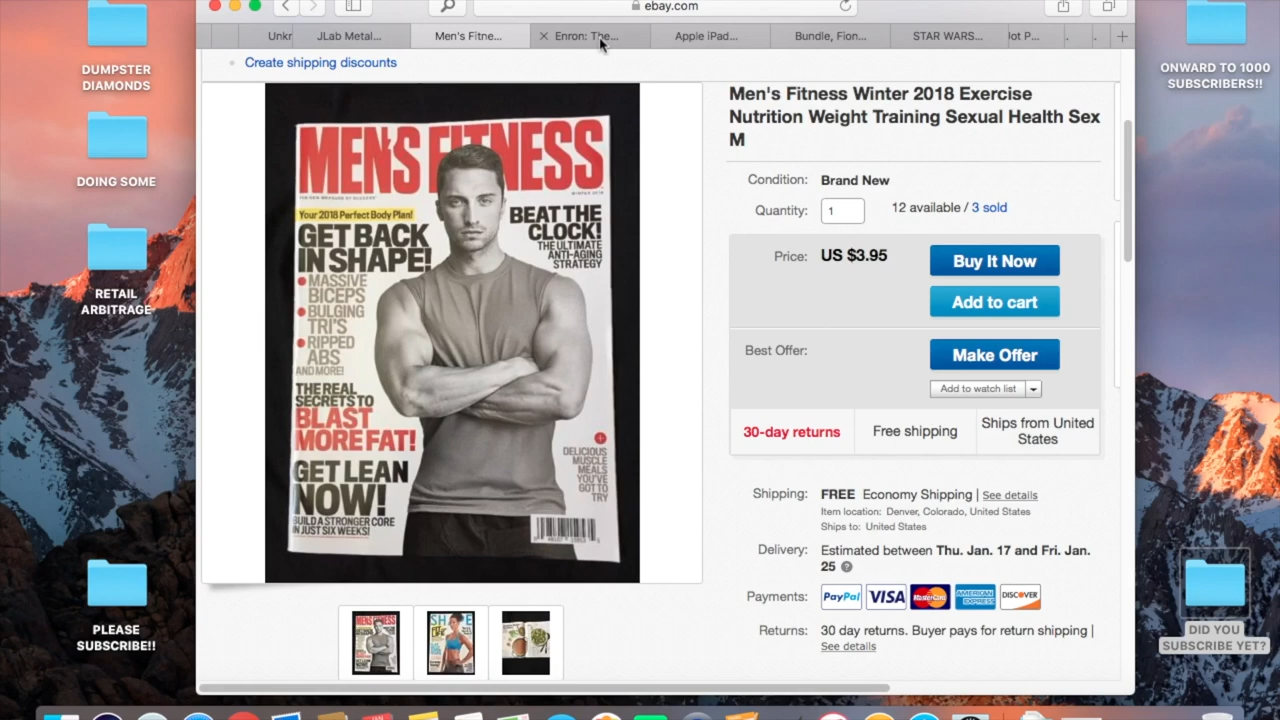 ebay.com
Unkr
JLab Metal...
Men's Fitne...
Enron: The...
Apple iPad...
Bundle, Fion...
STAR WARS...
Jot P...
Create shipping discounts
DUMPSTER
DIAMONDS
DOING SOME
RETAIL
ARBITRAGE
PLEASE
SUBSCRIBE!!
ONWARD TO 1000
SUBSCRIBERS!!
DID YOU
SUBSCRIBE YET?
MEN'S FITNESS
WINTER 2018
Your 2018 Perfect Body Plan!
GET BACK
IN SHAPE!
MASSIVE
BICEPS
BULGING
TRI'S
RIPPED
ABS
AND MORE!
THE REAL
SECRETS TO
BLAST
MORE FAT!
GET LEAN
NOW!
BUILD A STRONGER CORE
IN JUST SIX WEEKS!
BEAT THE
CLOCK!
THE ULTIMATE
ANTI-AGING
STRATEGY
DELICIOUS
MUSCLE
MEALS
YOU'VE
GOT TO
TRY
SHAPE
Men's Fitness Winter 2018 Exercise
Nutrition Weight Training Sexual Health Sex
M
Condition: Brand New
Quantity: 1 12 available / 3 sold
Price: US $3.95
Buy It Now
Add to cart
Best Offer:
Make Offer
Add to watch list
30-day returns
Free shipping
Ships from United
States
Shipping: FREE Economy Shipping | See details
Item location: Denver, Colorado, United States
Ships to: United States
Delivery: Estimated between Thu. Jan. 17 and Fri. Jan.
25
Payments: PayPal VISA MasterCard AMERICAN EXPRESS DISCOVER
Returns: 30 day returns. Buyer pays for return shipping |
See details